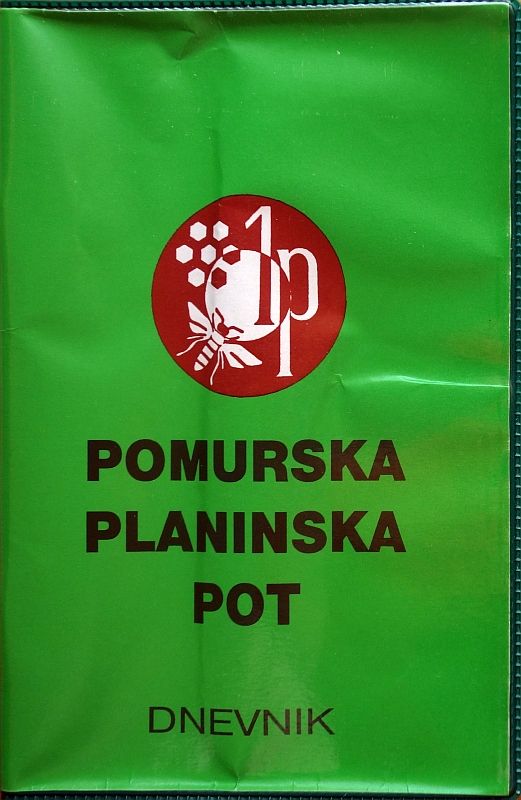 1p
POMURSKA
PLANINSKA
POT
DNEVNIK